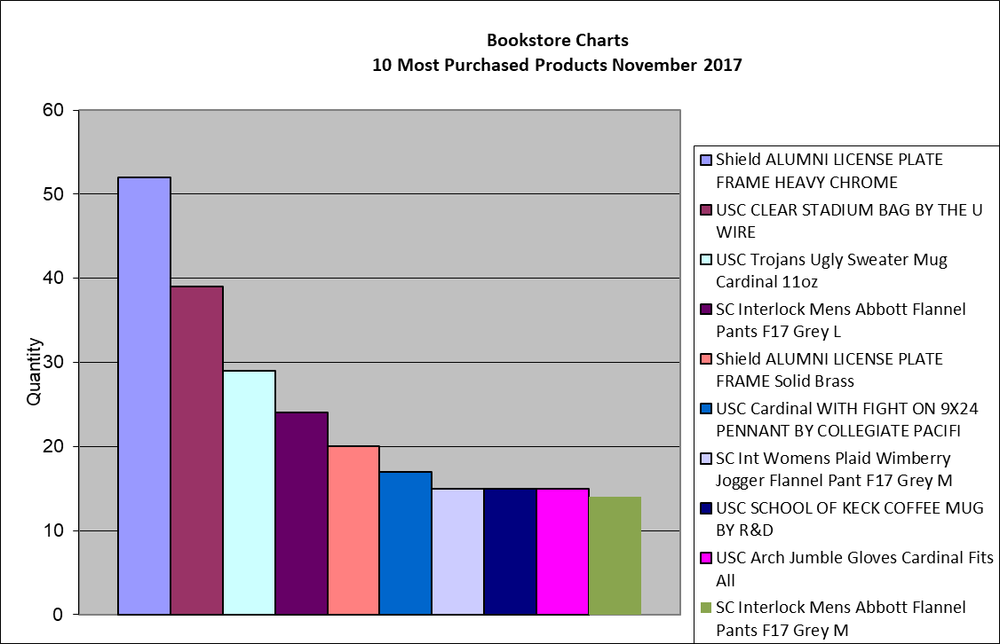 Bookstore Charts
10 Most Purchased Products November 2017
60
50
40
30
20
10
0
Quantity
Shield ALUMNI LICENSE PLATE
FRAME HEAVY CHROME
USC CLEAR STADIUM BAG BY THE U
WIRE
USC Trojans Ugly Sweater Mug
Cardinal 11oz
SC Interlock Mens Abbott Flannel
Pants F17 Grey L
Shield ALUMNI LICENSE PLATE
FRAME Solid Brass
USC Cardinal WITH FIGHT ON 9X24
PENNANT BY COLLEGIATE PACIFI
SC Int Womens Plaid Wimberry
Jogger Flannel Pant F17 Grey M
USC SCHOOL OF KECK COFFEE MUG
BY R&D
USC Arch Jumble Gloves Cardinal Fits
All
SC Interlock Mens Abbott Flannel
Pants F17 Grey M